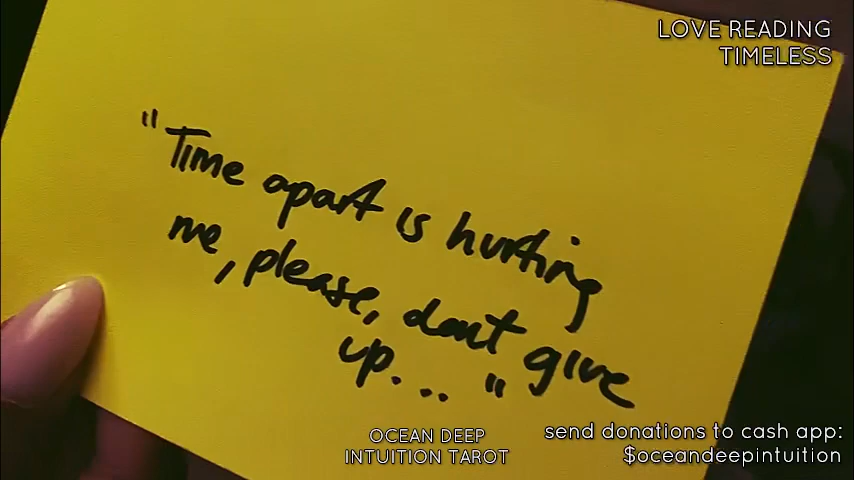 LOVE READING
TIMELESS
"Time apart is hurting
me, please, dont give
up... "
OCEAN DEEP
INTUITION TAROT
send donations to cash app:
$oceandeepintuition